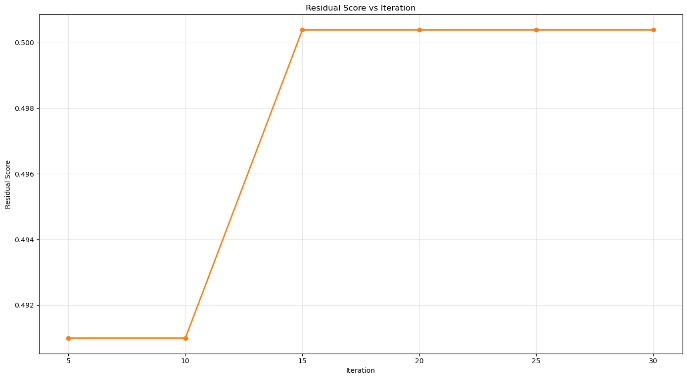 Residual Score vs Iteration
0.500
0.498
0.496
0.494
0.492
Residual Score
5 10 15 20 25 30
Iteration